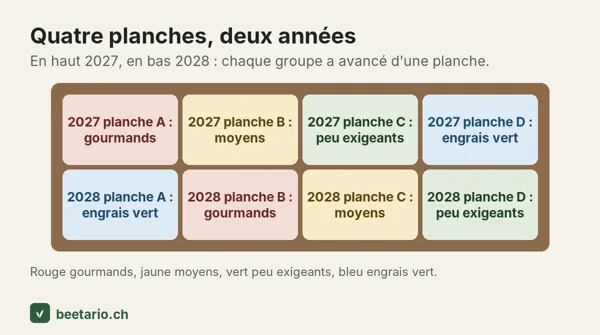 Quatre planches, deux années
En haut 2027, en bas 2028 : chaque groupe a avancé d'une planche.
2027 planche A :
gourmands
2027 planche B :
moyens
2027 planche C :
peu exigeants
2027 planche D :
engrais vert
2028 planche A :
engrais vert
2028 planche B :
gourmands
2028 planche C :
moyens
2028 planche D :
peu exigeants
Rouge gourmands, jaune moyens, vert peu exigeants, bleu engrais vert.
beetario.ch